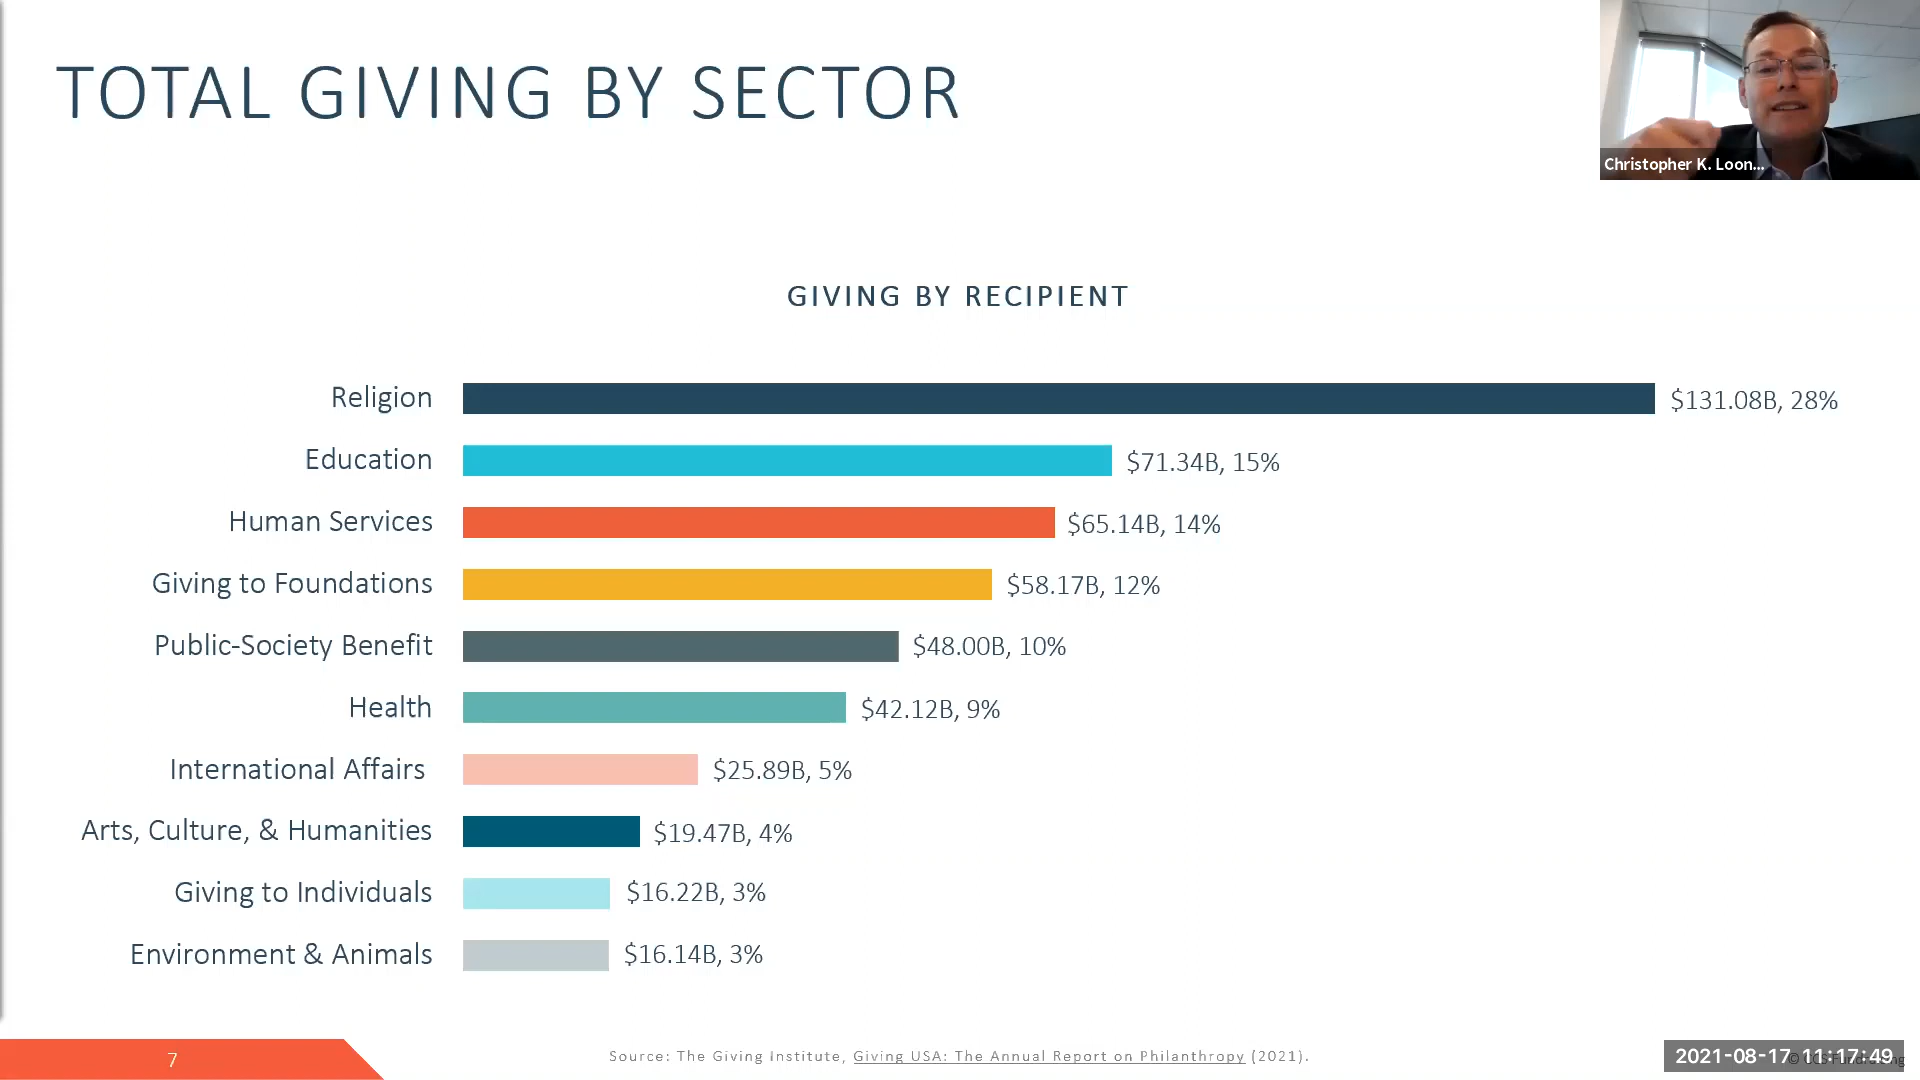 TOTAL GIVING BY SECTOR
Christopher K. Loon...
GIVING BY RECIPIENT
Religion $131.08B, 28%
Education $71.34B, 15%
Human Services $65.14B, 14%
Giving to Foundations $58.17B, 12%
Public-Society Benefit $48.00B, 10%
Health $42.12B, 9%
International Affairs $25.89B, 5%
Arts, Culture, & Humanities $19.47B, 4%
Giving to Individuals $16.22B, 3%
Environment & Animals $16.14B, 3%
7
Source: The Giving Institute, Giving USA: The Annual Report on Philanthropy (2021).
2021-08-17 11:17:49